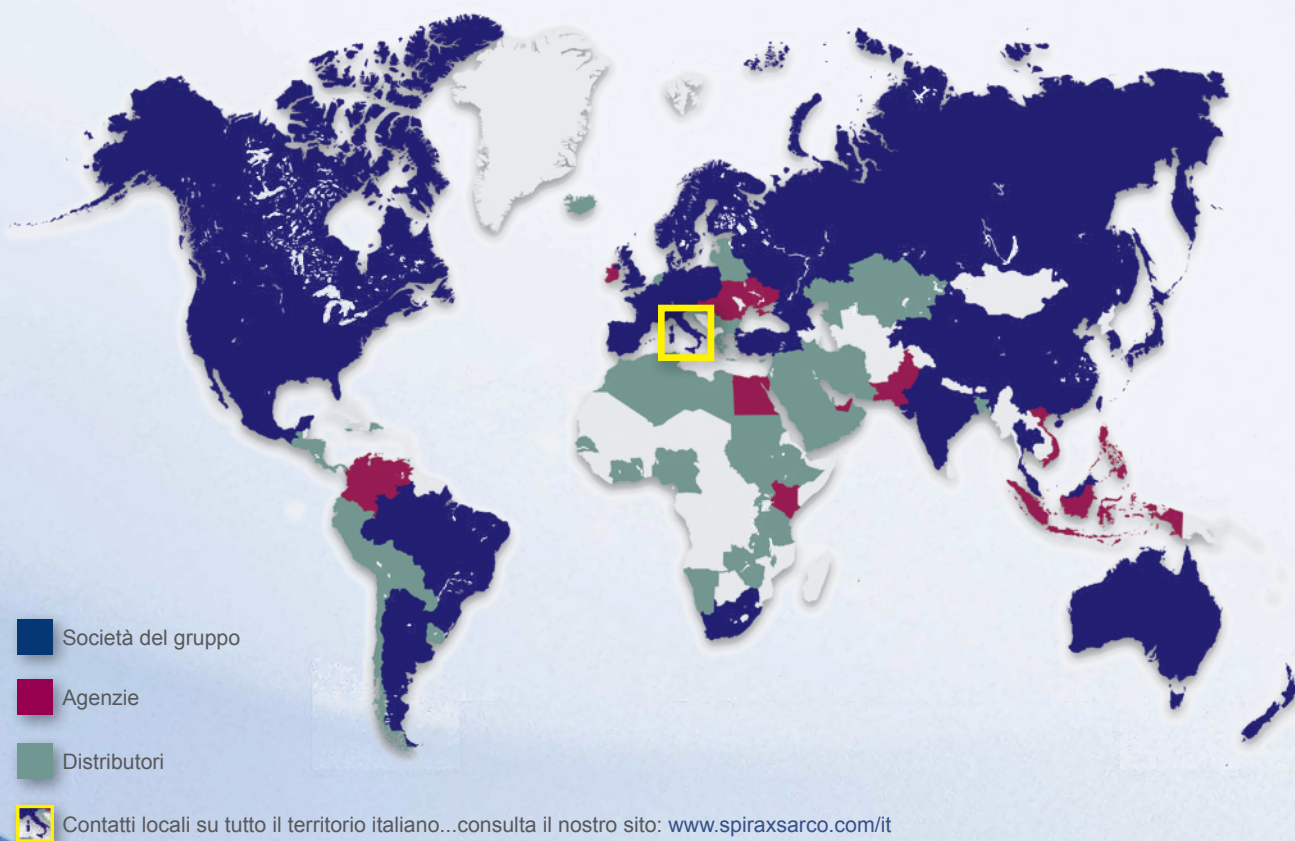 Società del gruppo
Agenzie
Distributori
Contatti locali su tutto il territorio italiano...consulta il nostro sito: www.spiraxsarco.com/it